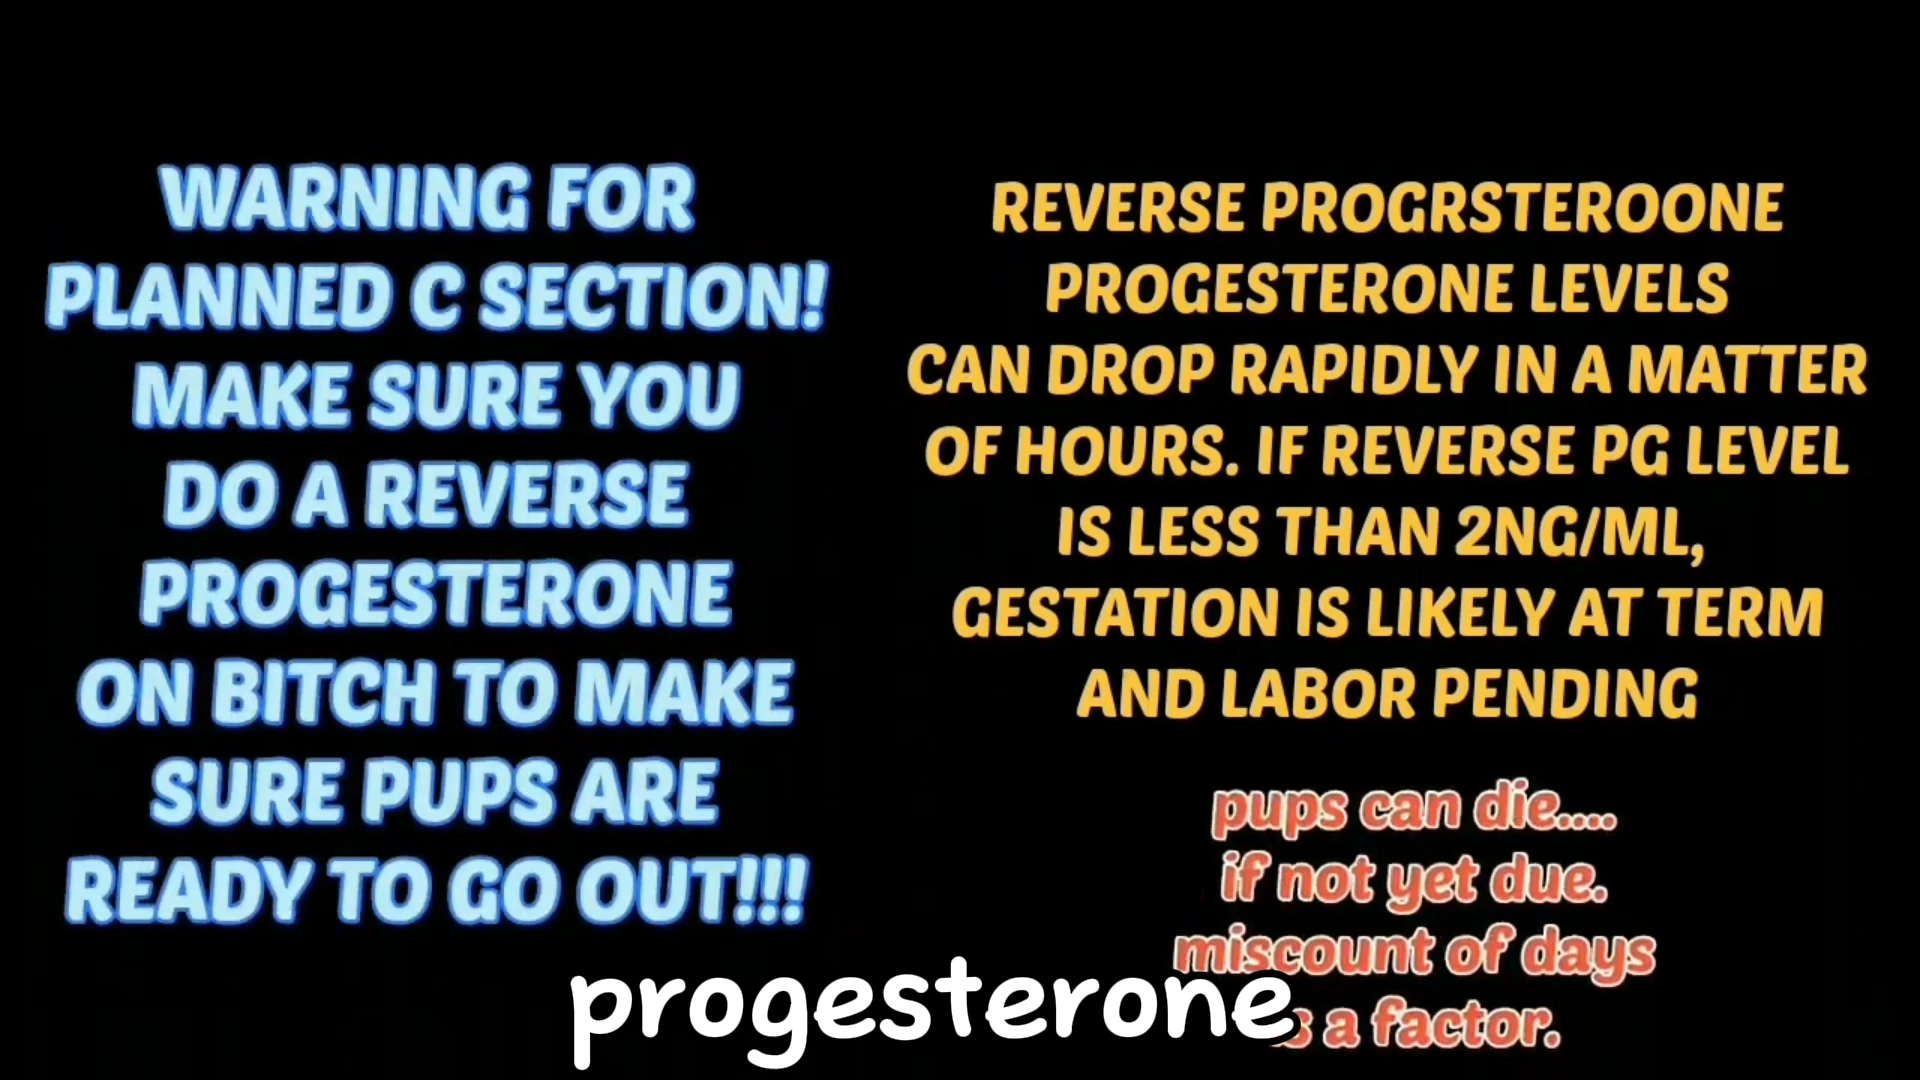 WARNING FOR
PLANNED C SECTION!
MAKE SURE YOU
DO A REVERSE
PROGESTERONE
ON BITCH TO MAKE
SURE PUPS ARE
READY TO GO OUT!!!
REVERSE PROGRSTEROONE
PROGESTERONE LEVELS
CAN DROP RAPIDLY IN A MATTER
OF HOURS. IF REVERSE PG LEVEL
IS LESS THAN 2NG/ML,
GESTATION IS LIKELY AT TERM
AND LABOR PENDING
pups can die....
if not yet due.
miscount of days
a factor.
progesterone